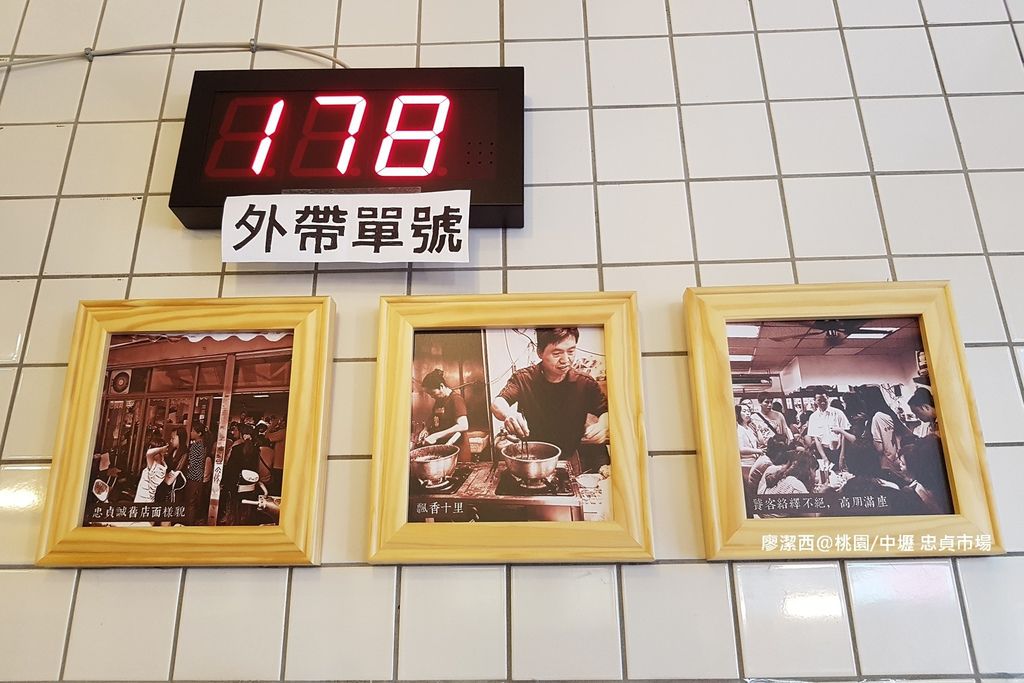 178
外帶單號
忠貞誠舊店面樣貌
飄香十里
饕客絡繹不絕，高朋滿座
廖潔西@桃園/中壢 忠貞市場